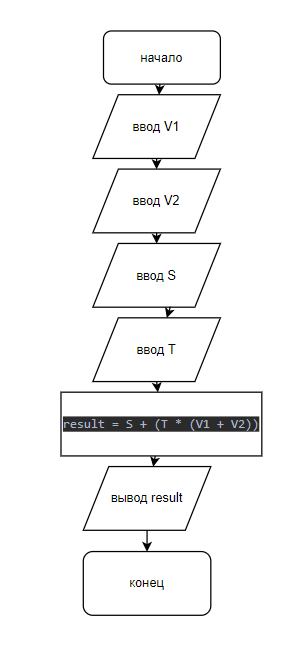 начало
ввод V1
ввод V2
ввод S
ввод T
result = S + (T * (V1 + V2))
вывод result
конец